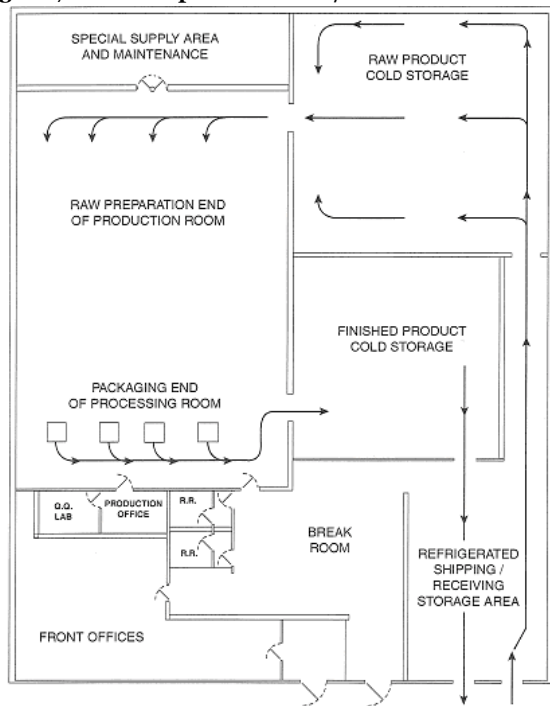 SPECIAL SUPPLY AREA
AND MAINTENANCE
RAW PRODUCT
COLD STORAGE
RAW PREPARATION END
OF PRODUCTION ROOM
FINISHED PRODUCT
COLD STORAGE
PACKAGING END
OF PROCESSING ROOM
Q.Q.
LAB
PRODUCTION
OFFICE
R.R.
R.R.
BREAK
ROOM
REFRIGERATED
SHIPPING /
RECEIVING
STORAGE AREA
FRONT OFFICES